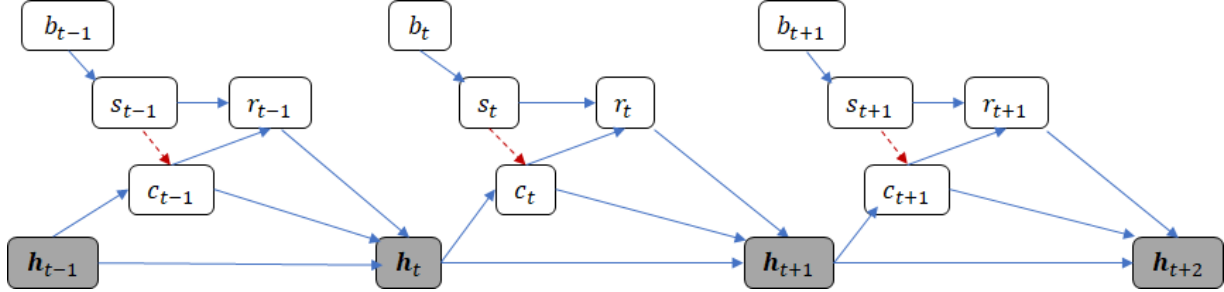 b_{t-1} b_t b_{t+1}
s_{t-1} r_{t-1} s_t r_t s_{t+1} r_{t+1}
c_{t-1} c_t c_{t+1}
h_{t-1} h_t h_{t+1} h_{t+2}